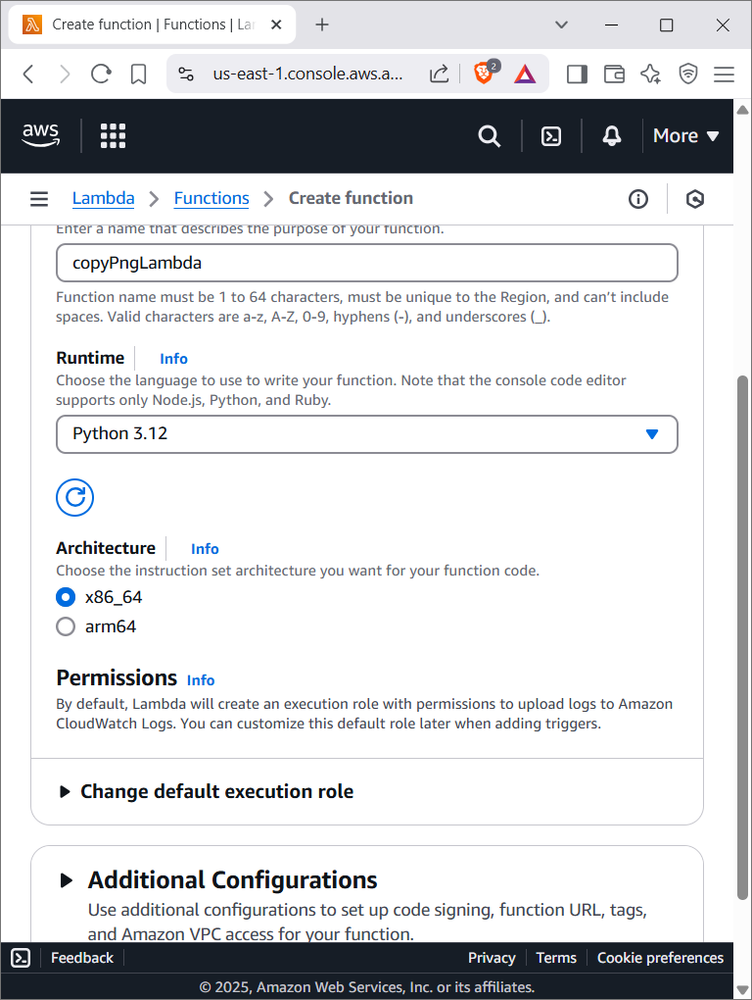 Create function | Functions | La
us-east-1.console.aws.a...
2
aws
More
Lambda
Functions
Create function
Enter a name that describes the purpose of your function.
copyPngLambda
Function name must be 1 to 64 characters, must be unique to the Region, and can't include
spaces. Valid characters are a-z, A-Z, 0-9, hyphens (-), and underscores (_).
Runtime Info
Choose the language to use to write your function. Note that the console code editor
supports only Node.js, Python, and Ruby.
Python 3.12
Architecture Info
Choose the instruction set architecture you want for your function code.
x86_64
arm64
Permissions Info
By default, Lambda will create an execution role with permissions to upload logs to Amazon
CloudWatch Logs. You can customize this default role later when adding triggers.
Change default execution role
Additional Configurations
Use additional configurations to set up code signing, function URL, tags,
and Amazon VPC access for your function.
Feedback Privacy Terms Cookie preferences
© 2025, Amazon Web Services, Inc. or its affiliates.